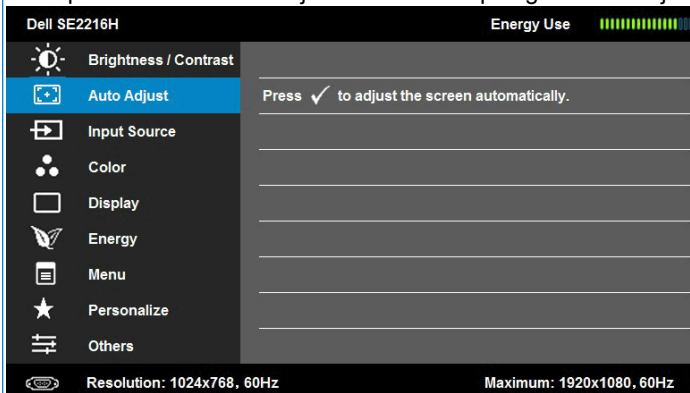 Dell SE2216H Energy Use
Brightness / Contrast
Auto Adjust Press ✓ to adjust the screen automatically.
Input Source
Color
Display
Energy
Menu
Personalize
Others
Resolution: 1024x768, 60Hz Maximum: 1920x1080, 60Hz